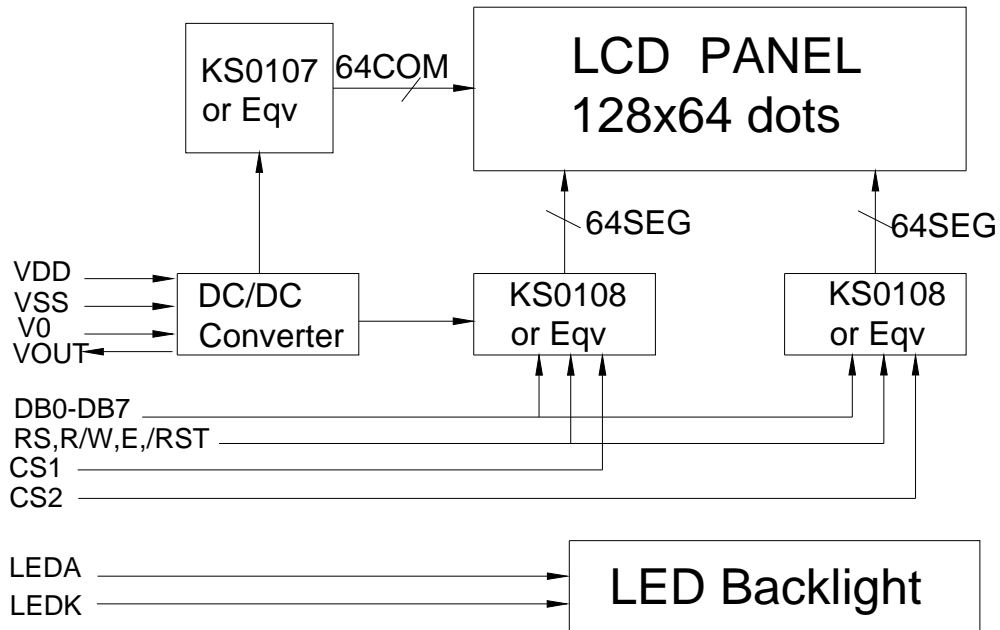 KS0107
or Eqv
64COM
LCD PANEL
128x64 dots
64SEG
64SEG
VDD
VSS
V0
VOUT
DC/DC
Converter
KS0108
or Eqv
KS0108
or Eqv
DB0-DB7
RS,R/W,E,/RST
CS1
CS2
LEDA
LEDK
LED Backlight